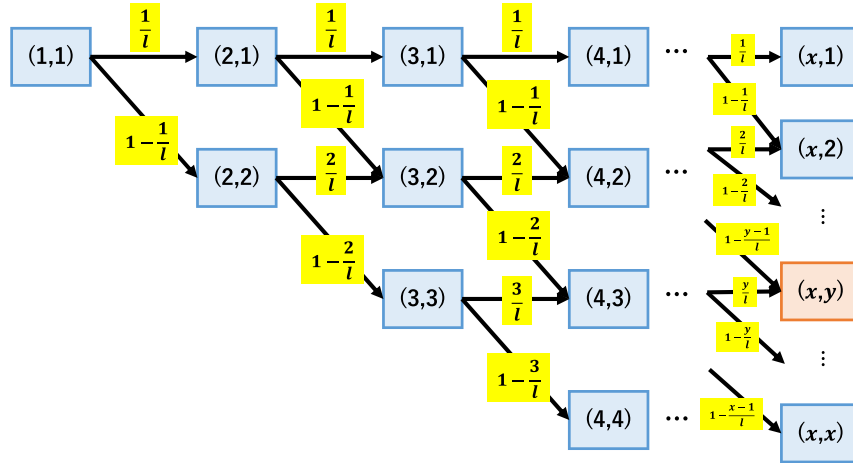 1/l 1/l 1/l
(1,1) (2,1) (3,1) (4,1) ⋯ 1/l (x,1)
1−1/l 1−1/l 1−1/l 1−1/l
(2,2) 2/l (3,2) 2/l (4,2) ⋯ 2/l (x,2)
1−2/l
1−2/l 1−2/l ⋮
1−(y−1)/l
(3,3) 3/l (4,3) ⋯ y/l (x,y)
1−y/l
1−3/l ⋮
(4,4) ⋯ 1−(x−1)/l (x,x)